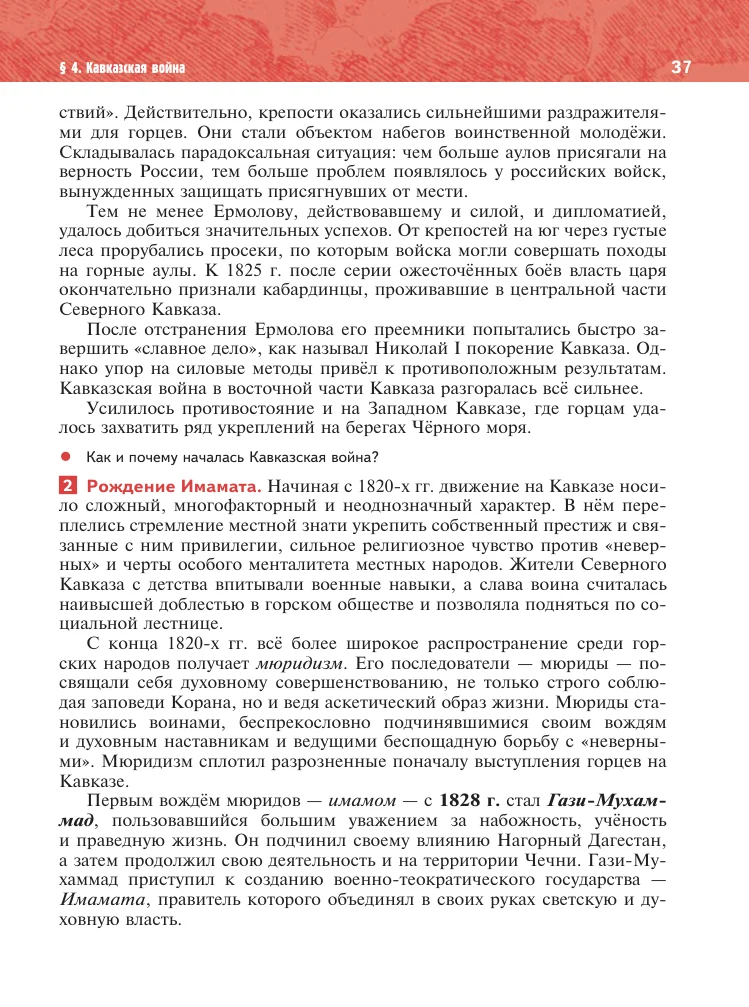 § 4. Кавказская война
37
ствий». Действительно, крепости оказались сильнейшими раздражителя-
ми для горцев. Они стали объектом набегов воинственной молодёжи.
Складывалась парадоксальная ситуация: чем больше аулов присягали на
верность России, тем больше проблем появлялось у российских войск,
вынужденных защищать присягнувших от мести.
Тем не менее Ермолову, действовавшему и силой, и дипломатией,
удалось добиться значительных успехов. От крепостей на юг через густые
леса прорубались просеки, по которым войска могли совершать походы
на горные аулы. К 1825 г. после серии ожесточённых боёв власть царя
окончательно признали кабардинцы, проживавшие в центральной части
Северного Кавказа.
После отстранения Ермолова его преемники попытались быстро за-
вершить «славное дело», как называл Николай I покорение Кавказа. Од-
нако упор на силовые методы привёл к противоположным результатам.
Кавказская война в восточной части Кавказа разгоралась всё сильнее.
Усилилось противостояние и на Западном Кавказе, где горцам уда-
лось захватить ряд укреплений на берегах Чёрного моря.
• Как и почему началась Кавказская война?
2 Рождение Имамата. Начиная с 1820-х гг. движение на Кавказе носи-
ло сложный, многофакторный и неоднозначный характер. В нём пере-
плелись стремление местной знати укрепить собственный престиж и свя-
занные с ним привилегии, сильное религиозное чувство против «невер-
ных» и черты особого менталитета местных народов. Жители Северного
Кавказа с детства впитывали военные навыки, а слава воина считалась
наивысшей доблестью в горском обществе и позволяла подняться по со-
циальной лестнице.
С конца 1820-х гг. всё более широкое распространение среди гор-
ских народов получает мюридизм. Его последователи — мюриды — по-
свящали себя духовному совершенствованию, не только строго соблю-
дая заповеди Корана, но и ведя аскетический образ жизни. Мюриды ста-
новились воинами, беспрекословно подчинявшимися своим вождям
и духовным наставникам и ведущими беспощадную борьбу с «неверны-
ми». Мюридизм сплотил разрозненные поначалу выступления горцев на
Кавказе.
Первым вождём мюридов — имамом — с 1828 г. стал Гази-Мухам-
мад, пользовавшийся большим уважением за набожность, учёность
и праведную жизнь. Он подчинил своему влиянию Нагорный Дагестан,
а затем продолжил свою деятельность и на территории Чечни. Гази-Му-
хаммад приступил к созданию военно-теократического государства —
Имамата, правитель которого объединял в своих руках светскую и ду-
ховную власть.